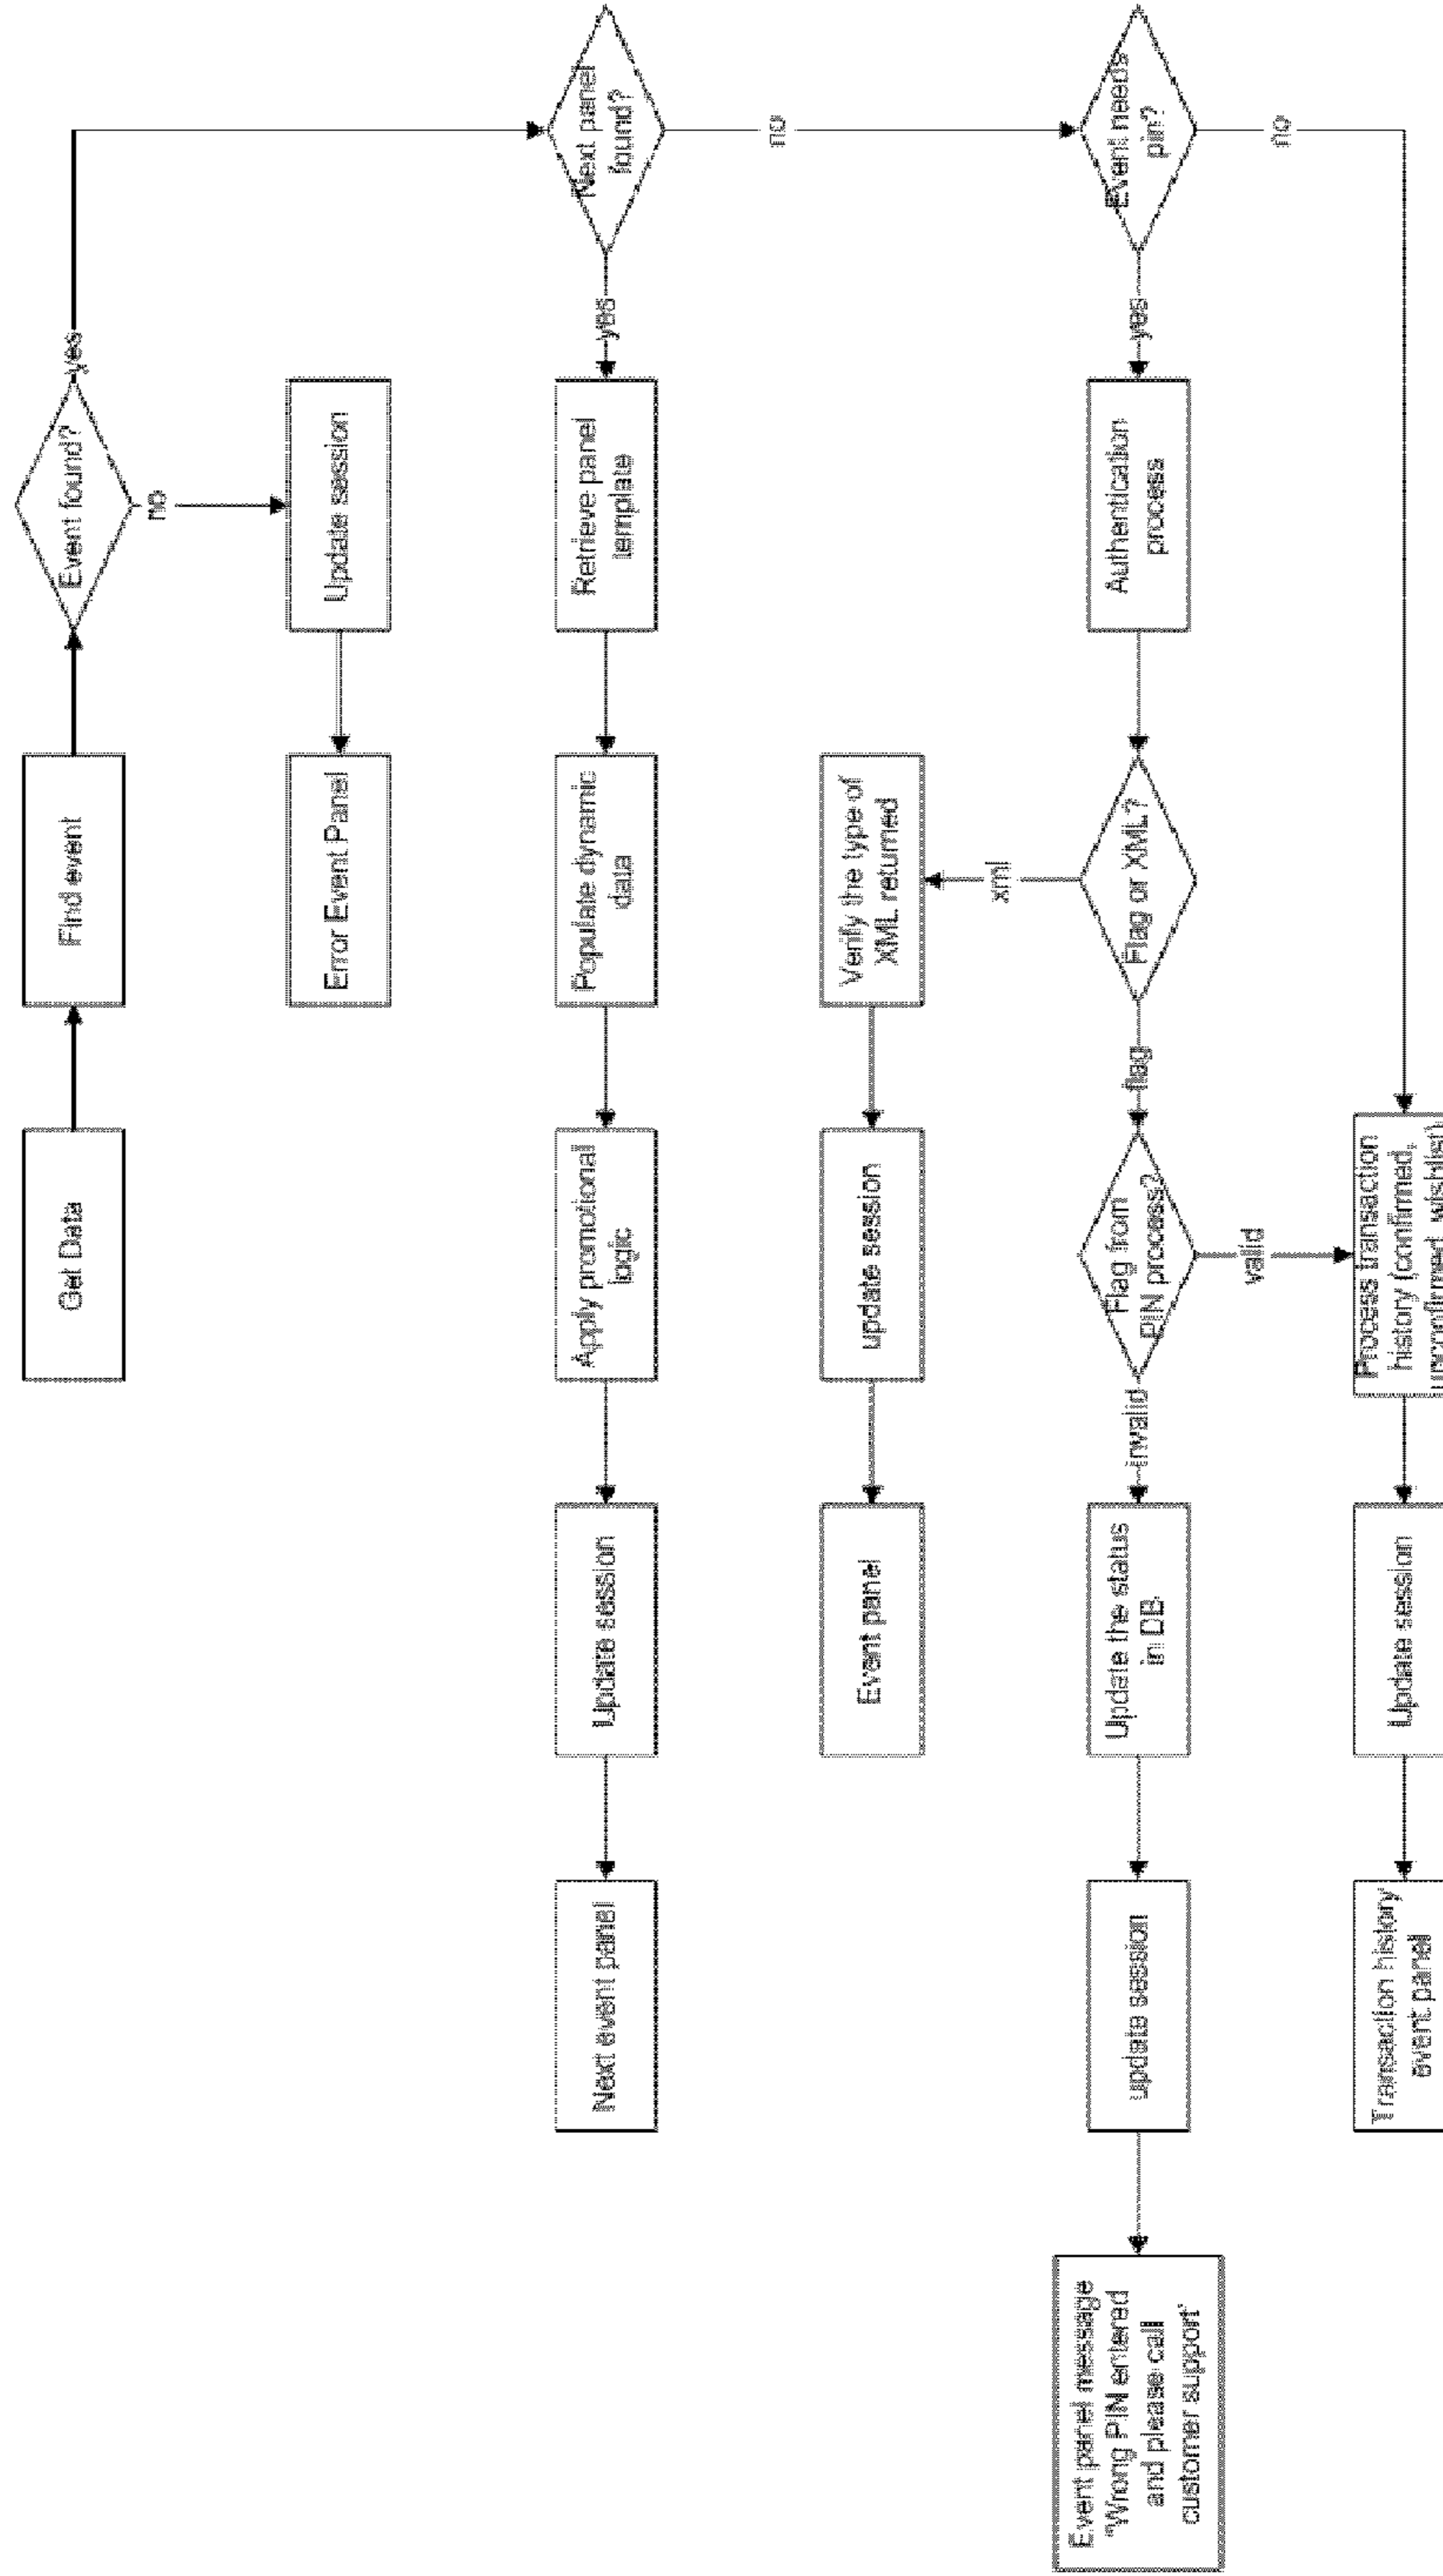 Get Data
Find event
Event found?
yes
no
Update session
Error Event Panel
Next panel
found?
yes
no
Retrieve panel
template
Populate dynamic
data
Apply promotional
logic
Update session
Next event panel
Event needs
pin?
yes
no
Authentication
process
Flag or XML?
xml
Verify the type of
XML returned
update session
Event panel
flag
Flag from
PIN process?
invalid
valid
Update the status
in DB
update session
Event panel message
"Wrong PIN entered
and please call
customer support"
Process transaction
history (confirmed,
unconfirmed, wishlist)
Update session
Transaction history
event panel